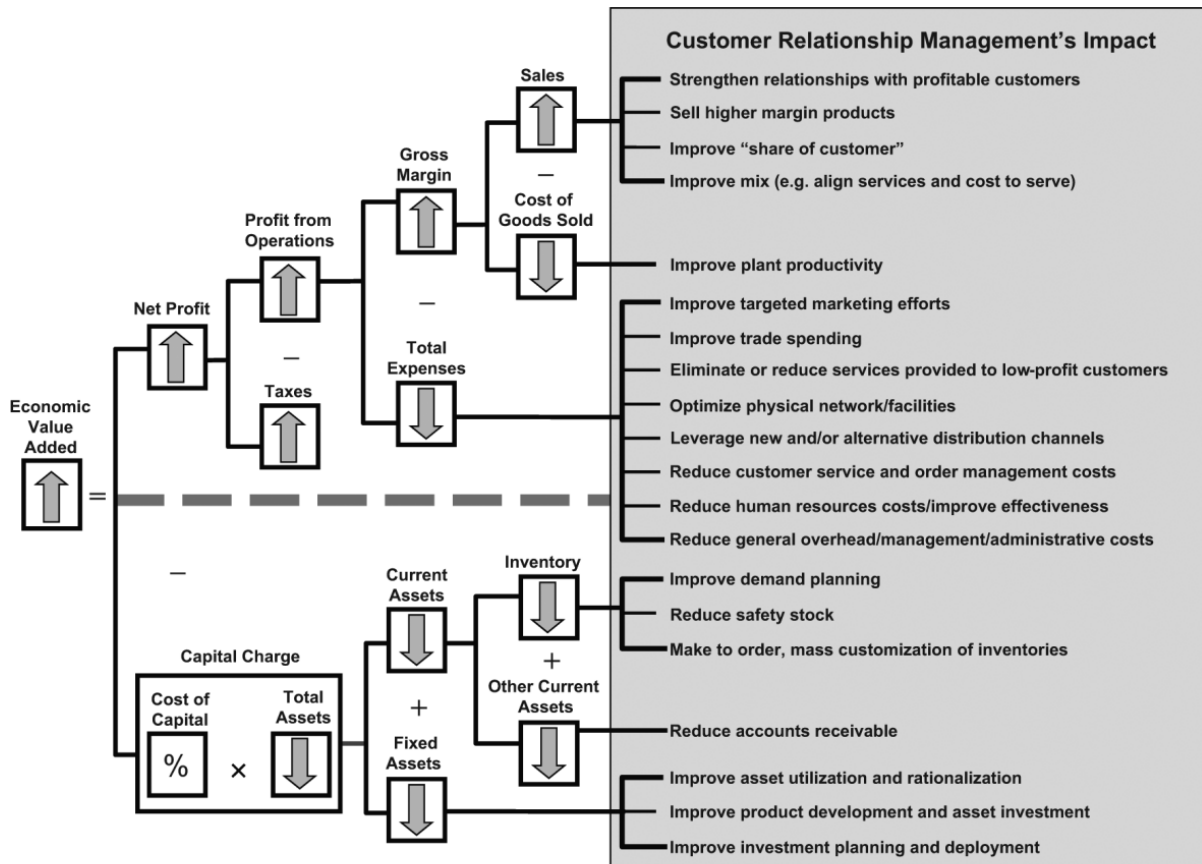 Customer Relationship Management's Impact
Sales
Strengthen relationships with profitable customers
Sell higher margin products
Improve “share of customer”
Improve mix (e.g. align services and cost to serve)
Gross
Margin
–
Cost of
Goods Sold
Improve plant productivity
Profit from
Operations
–
Net Profit
–
Taxes
Total
Expenses
Improve targeted marketing efforts
Improve trade spending
Eliminate or reduce services provided to low-profit customers
Optimize physical network/facilities
Leverage new and/or alternative distribution channels
Reduce customer service and order management costs
Reduce human resources costs/improve effectiveness
Reduce general overhead/management/administrative costs
Economic
Value
Added
=
–
Capital Charge
Cost of
Capital
%
×
Total
Assets
Current
Assets
+
Fixed
Assets
Inventory
+
Other Current
Assets
Improve demand planning
Reduce safety stock
Make to order, mass customization of inventories
Reduce accounts receivable
Improve asset utilization and rationalization
Improve product development and asset investment
Improve investment planning and deployment